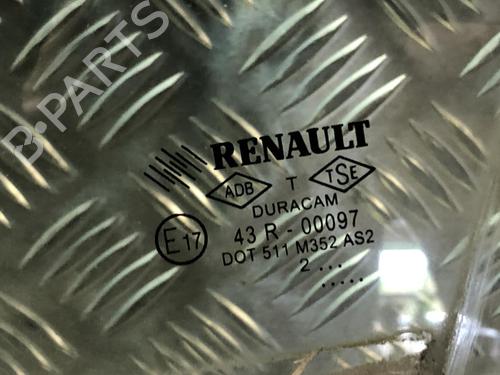 B-PARTS
RENAULT
ADB T TSE
DURACAM
E17 43 R - 00097
DOT 511 M352 AS2
2 ...
.....